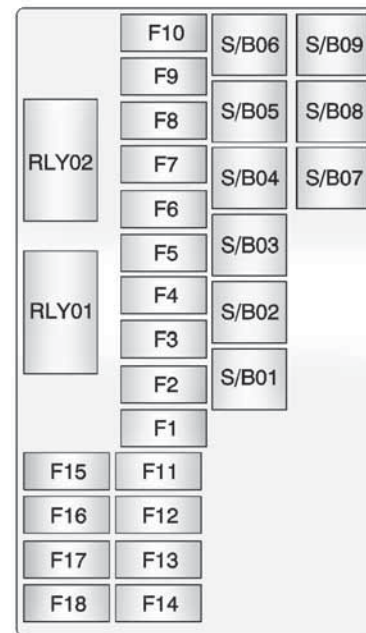 F10
S/B06
S/B09
F9
F8
S/B05
S/B08
RLY02
F7
S/B04
S/B07
F6
F5
S/B03
RLY01
F4
S/B02
F3
F2
S/B01
F1
F15
F11
F16
F12
F17
F13
F18
F14